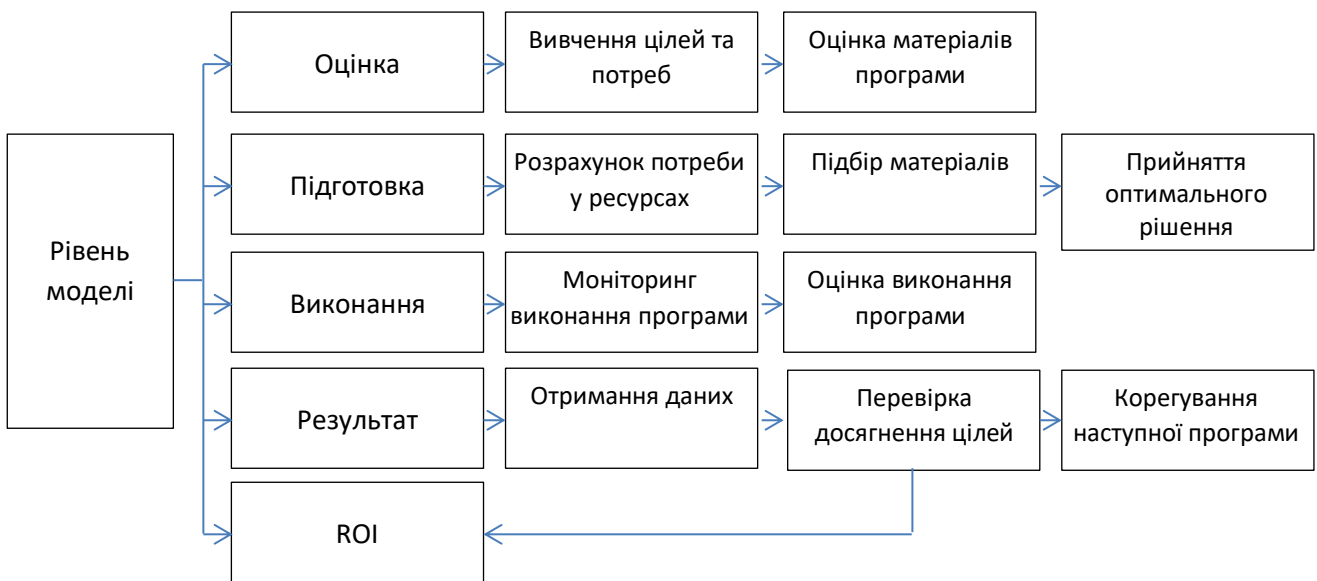 Оцінка
Вивчення цілей та
потреб
Оцінка матеріалів
програми
Рівень
моделі
Підготовка
Розрахунок потреби
у ресурсах
Підбір матеріалів
Прийняття
оптимального
рішення
Виконання
Моніторинг
виконання програми
Оцінка виконання
програми
Результат
Отримання даних
Перевірка
досягнення цілей
Корегування
наступної програми
ROI